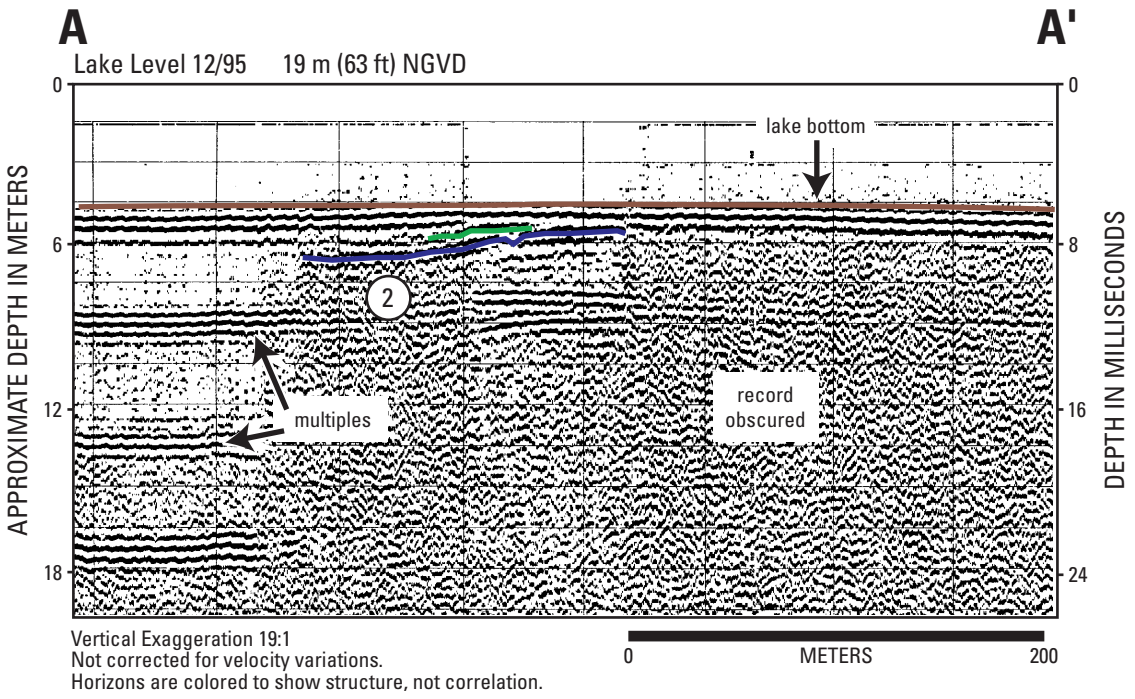 A A'
Lake Level 12/95 19 m (63 ft) NGVD
0 0
lake bottom
6 8
2
12 16
multiples
record
obscured
18 24
APPROXIMATE DEPTH IN METERS
DEPTH IN MILLISECONDS
Vertical Exaggeration 19:1
Not corrected for velocity variations.
Horizons are colored to show structure, not correlation.
0 METERS 200